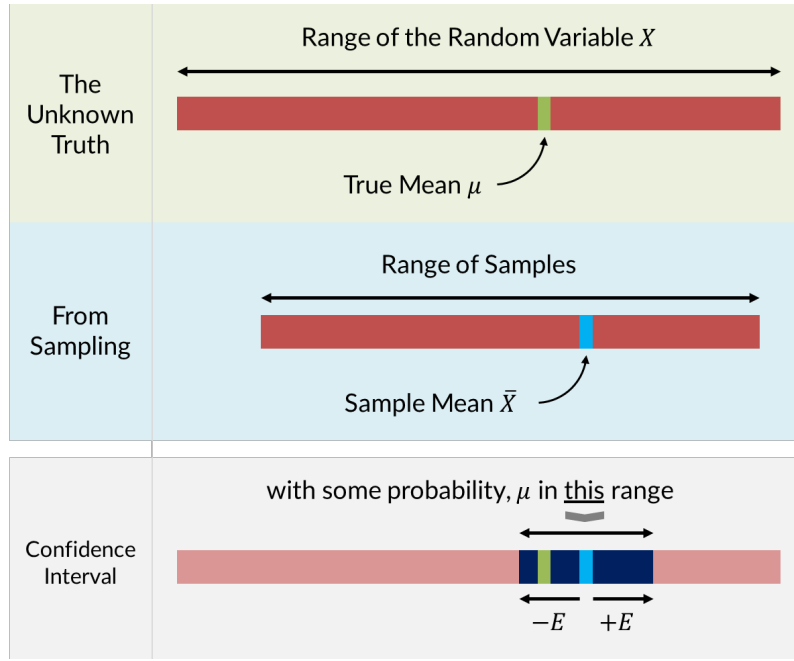 Range of the Random Variable X
The
Unknown
Truth
True Mean μ
Range of Samples
From
Sampling
Sample Mean X̄
with some probability, μ in this range
Confidence
Interval
−E +E